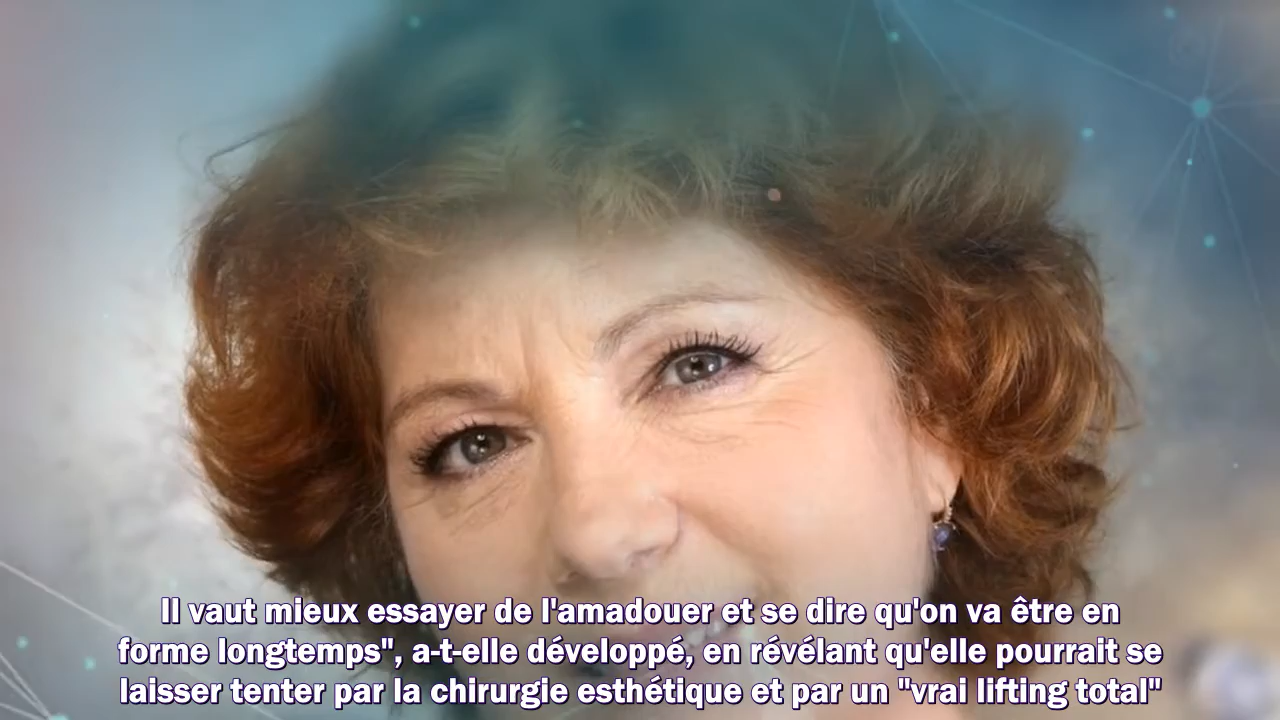 Il vaut mieux essayer de l'amadouer et se dire qu'on va être en
forme longtemps", a-t-elle développé, en révélant qu'elle pourrait se
laisser tenter par la chirurgie esthétique et par un "vrai lifting total"